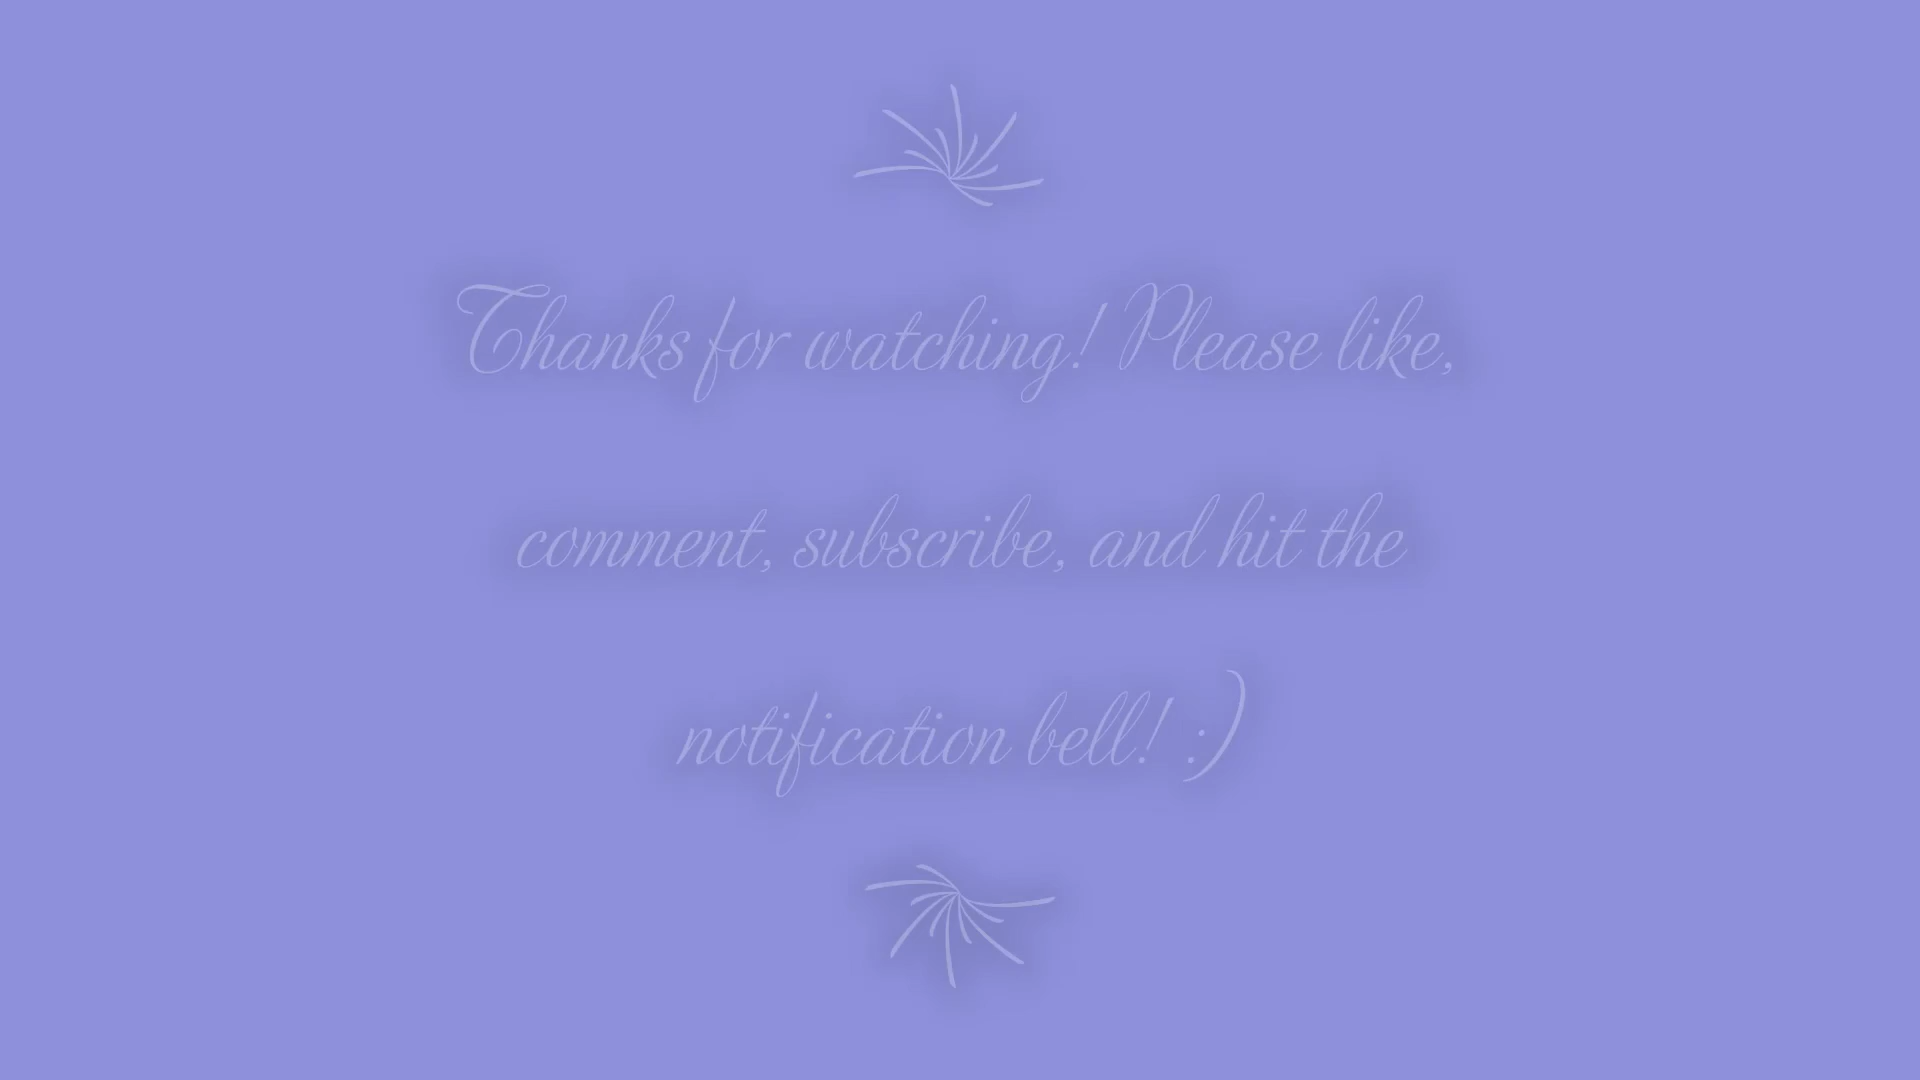 Thanks for watching! Please like,
comment, subscribe, and hit the
notification bell! :)